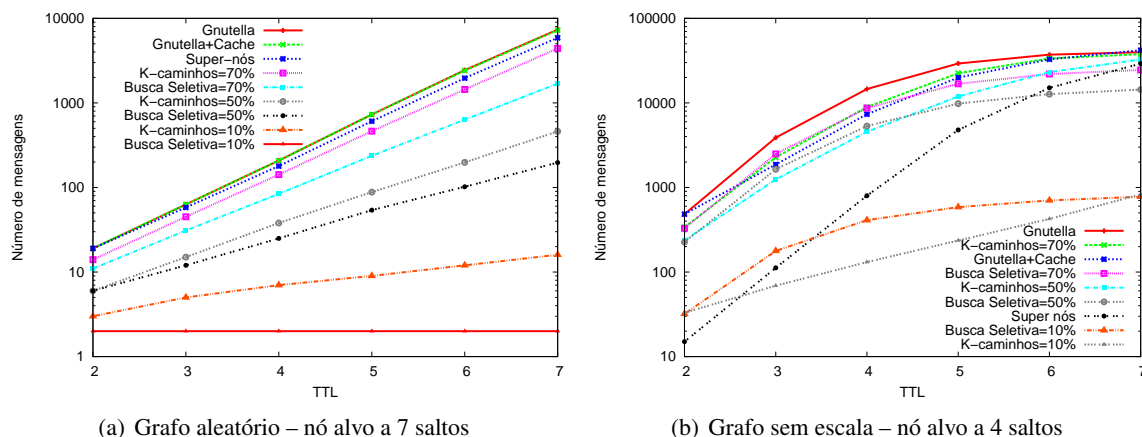 10000
1000
100
10
1
Número de mensagens
2 3 4 5 6 7
TTL
Gnutella
Gnutella+Cache
Super−nós
K−caminhos=70%
Busca Seletiva=70%
K−caminhos=50%
Busca Seletiva=50%
K−caminhos=10%
Busca Seletiva=10%
(a) Grafo aleatório – nó alvo a 7 saltos
100000
10000
1000
100
10
Número de mensagens
2 3 4 5 6 7
TTL
Gnutella
K−caminhos=70%
Gnutella+Cache
Busca Seletiva=70%
K−caminhos=50%
Busca Seletiva=50%
Super nós
Busca Seletiva=10%
K−caminhos=10%
(b) Grafo sem escala – nó alvo a 4 saltos